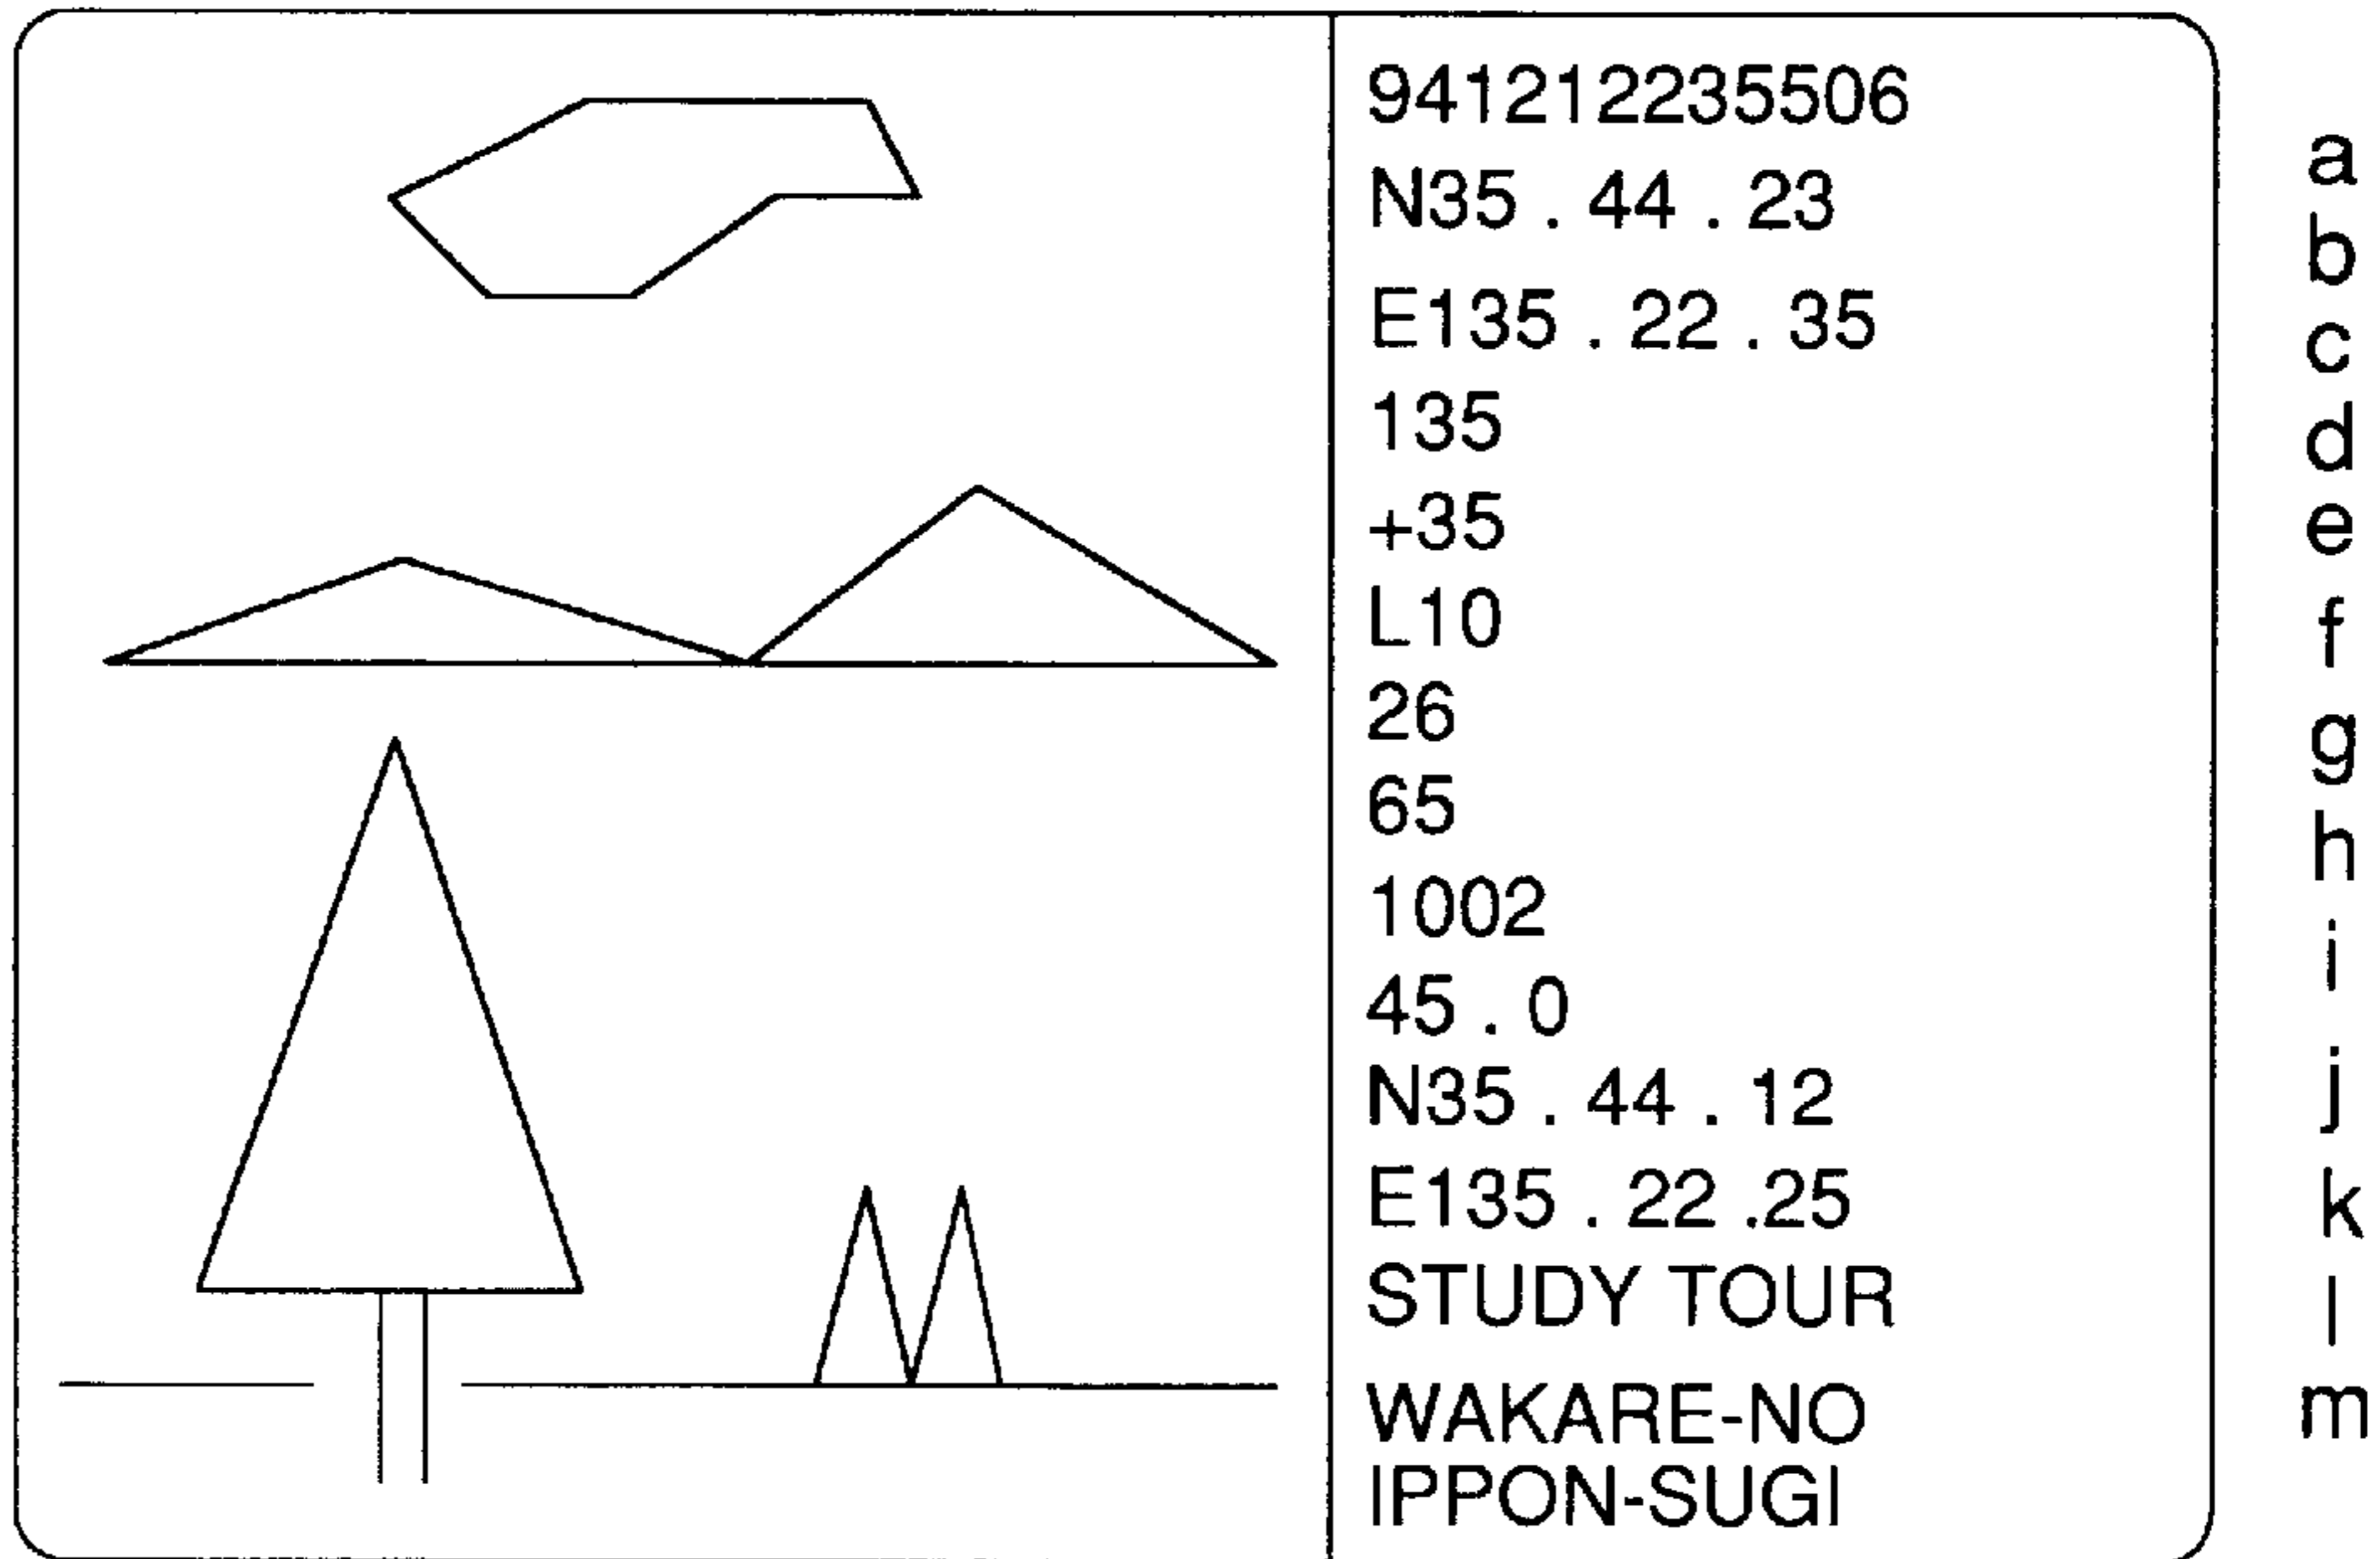 941212235506
N35 . 44 . 23
E135 . 22 . 35
135
+35
L10
26
65
1002
45 . 0
N35 . 44 . 12
E135 . 22 .25
STUDY TOUR
WAKARE-NO
IPPON-SUGI
a
b
c
d
e
f
g
h
i
j
k
l
m